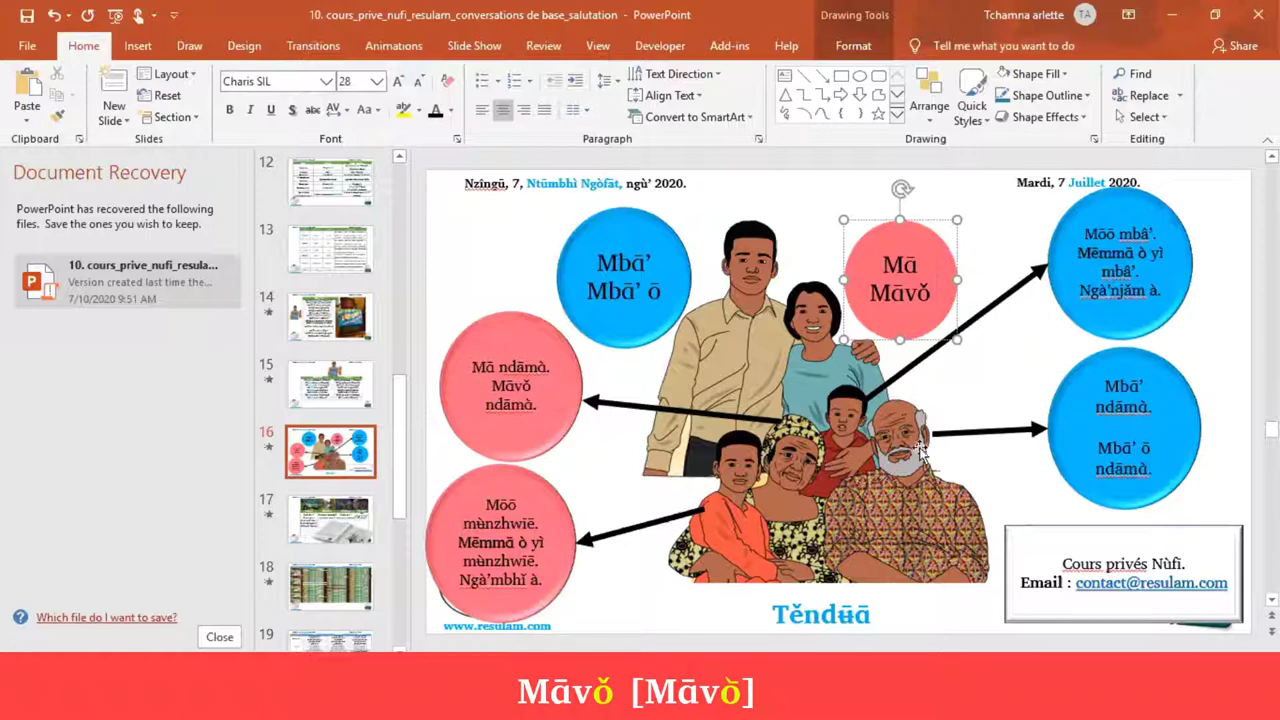 10. cours_prive_nufi_resulam_conversations de base_salutation - PowerPoint
Drawing Tools
Tchamna arlette
TA
File
Home
Insert
Draw
Design
Transitions
Animations
Slide Show
Review
View
Developer
Add-ins
Help
Format
Tell me what you want to do
Share
Paste
New
Slide
Layout
Reset
Section
Charis SIL
28
Text Direction
Align Text
Convert to SmartArt
Arrange
Quick
Styles
Shape Fill
Shape Outline
Shape Effects
Find
Replace
Select
Clipboard
Slides
Font
Paragraph
Drawing
Editing
Document Recovery
PowerPoint has recovered the following
files. Save the ones you wish to keep.
10. cours_prive_nufi_resula...
Version created last time the...
7/10/2020 9:51 AM
Which file do I want to save?
Close
12
13
14
15
16
17
18
19
Nzíngū, 7, Ntūmbhì Ngòfāt, ngù’ 2020.
Mardi, 7 Juillet 2020.
Mbā’
Mbā’ ō
Mā
Māvǒ
Mōō mbâ’.
Mēmmā ò yì
mbâ’.
Ngà’njǎm à.
Mā ndāmà.
Māvǒ
ndāmà.
Mbā’
ndāmà.
Mbā’ ō
ndāmà.
Mōō
mùnzhwīē.
Mēmmā ò yì
mùnzhwīē.
Ngà’mbhǐ à.
Cours privés Nùfī.
Email : contact@resulam.com
Těndʉ̄ā
www.resulam.com
Māvǒ [Māvò̄]